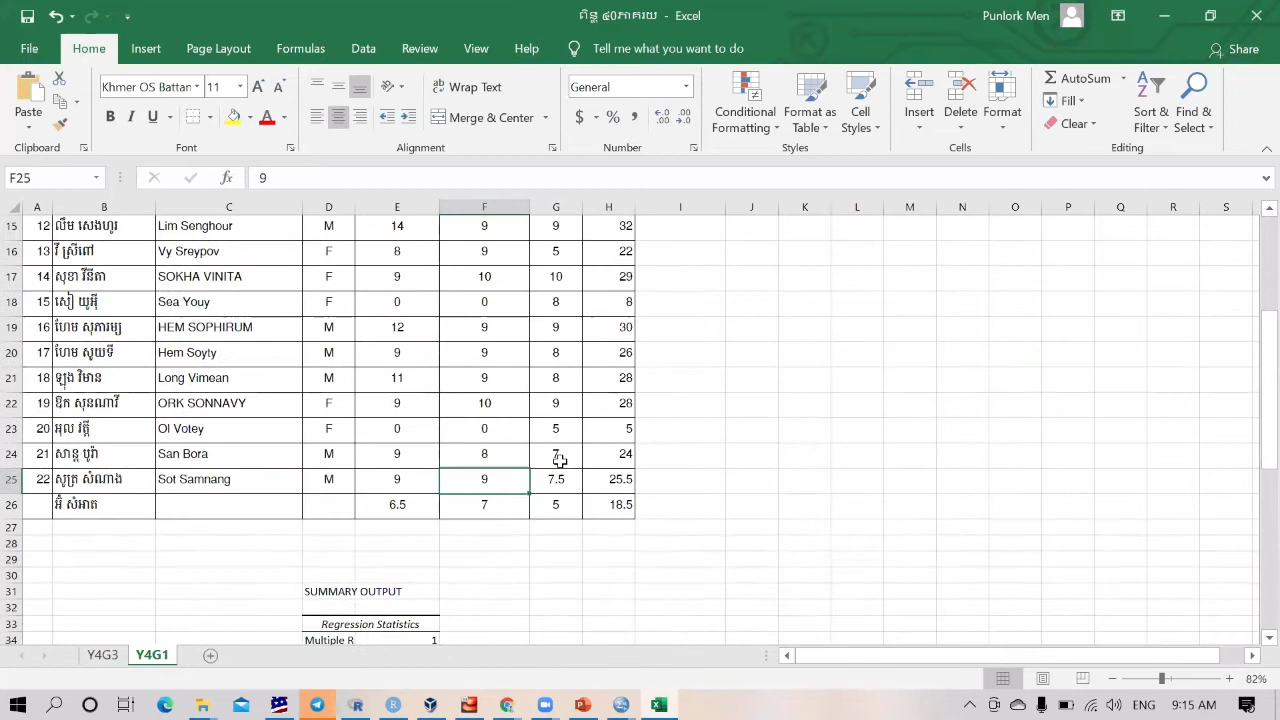 ពិន្ទុ ៤០ភាគរយ - Excel
Punlork Men
File Home Insert Page Layout Formulas Data Review View Help Tell me what you want to do Share
Paste
Clipboard
Khmer OS Battan 11
B I U
Font
Wrap Text
Merge & Center
Alignment
General
$ % ,
Number
Conditional Formatting
Format as Table
Cell Styles
Styles
Insert
Delete
Format
Cells
AutoSum
Fill
Clear
Sort & Filter
Find & Select
Editing
F25 fx 9
A B C D E F G H I J K L M N O P Q R S
15 12 លឹម សេងហូរ Lim Senghour M 14 9 9 32
16 13 វី ស្រីពៅ Vy Sreypov F 8 9 5 22
17 14 សុខា វីនីតា SOKHA VINITA F 9 10 10 29
18 15 សៀ យូអ៊ី Sea Youy F 0 0 8 8
19 16 ហែម សុភារម្យ HEM SOPHIRUM M 12 9 9 30
20 17 ហែម សូយទី Hem Soyty M 9 9 8 26
21 18 ឡុង វិមាន Long Vimean M 11 9 8 28
22 19 ឱក សុនណាវី ORK SONNAVY F 9 10 9 28
23 20 អុល វត្តី Ol Votey F 0 0 5 5
24 21 សាន្ត បូរ៉ា San Bora M 9 8 7 24
25 22 សូត្រ សំណាង Sot Samnang M 9 9 7.5 25.5
26 អ៊ី សំអាត 6.5 7 5 18.5
27
28
29
30
31 SUMMARY OUTPUT
32
33 Regression Statistics
34 Multiple R 1
Y4G3 Y4G1
82%
9:15 AM